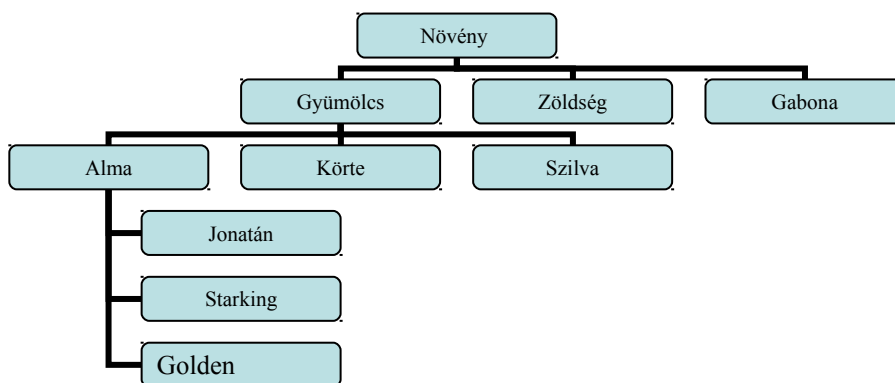 Növény
Gyümölcs
Zöldség
Gabona
Alma
Körte
Szilva
Jonatán
Starking
Golden